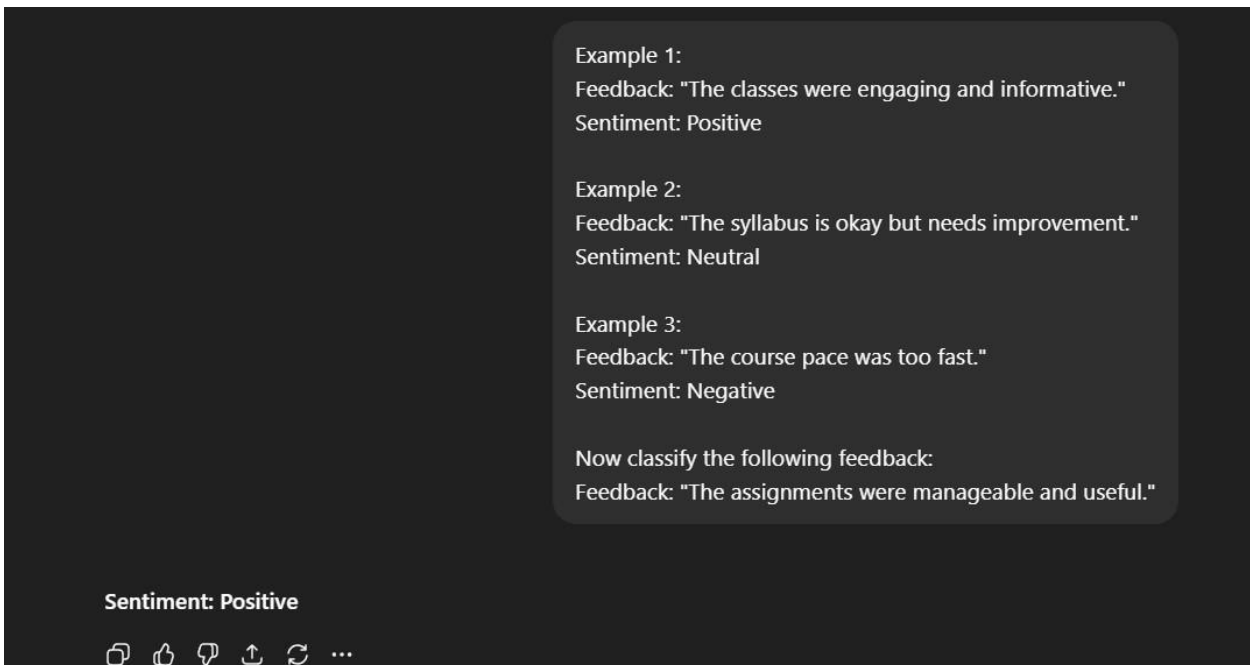 Example 1:
Feedback: "The classes were engaging and informative."
Sentiment: Positive
Example 2:
Feedback: "The syllabus is okay but needs improvement."
Sentiment: Neutral
Example 3:
Feedback: "The course pace was too fast."
Sentiment: Negative
Now classify the following feedback:
Feedback: "The assignments were manageable and useful."
Sentiment: Positive